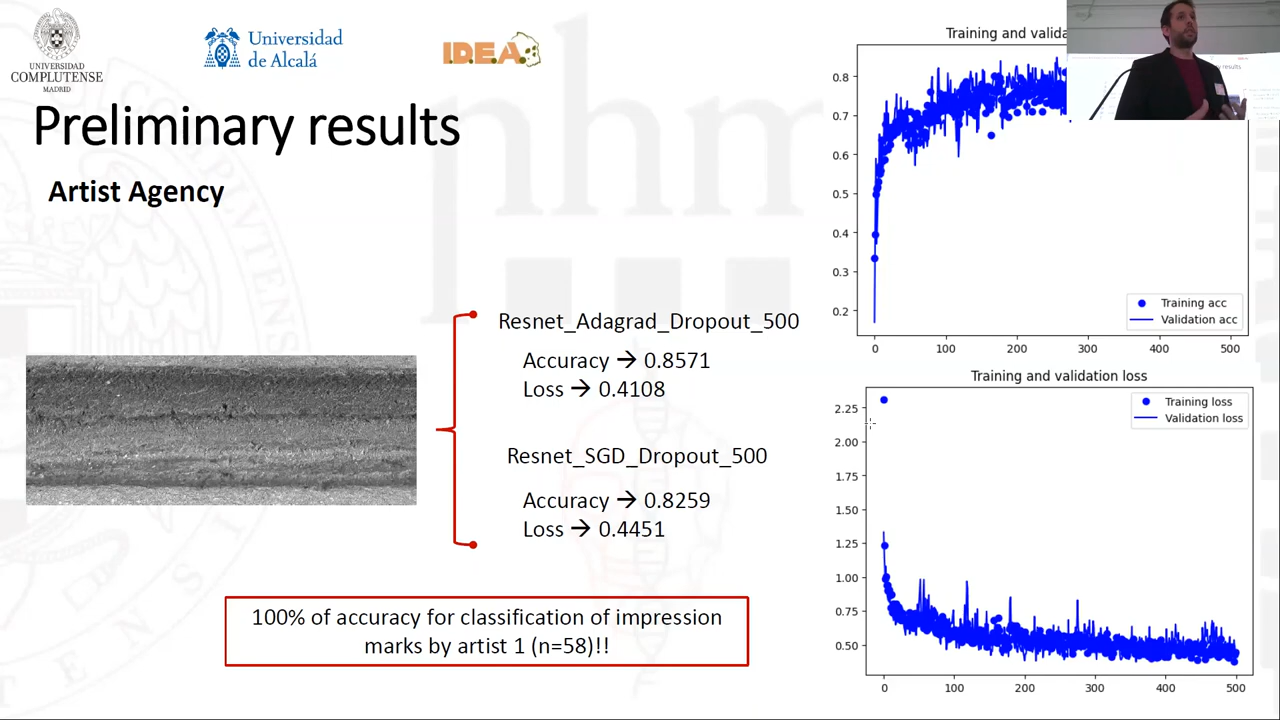 UNIVERSIDAD
COMPLUTENSE
MADRID
Universidad
de Alcalá
I.D.E.A.
Preliminary results
Artist Agency
Resnet_Adagrad_Dropout_500
Accuracy → 0.8571
Loss → 0.4108
Resnet_SGD_Dropout_500
Accuracy → 0.8259
Loss → 0.4451
100% of accuracy for classification of impression
marks by artist 1 (n=58)!!
Training and valida
0.8
0.7
0.6
0.5
0.4
0.3
0.2
Training acc
Validation acc
0 100 200 300 400 500
Training and validation loss
2.25
2.00
1.75
1.50
1.25
1.00
0.75
0.50
Training loss
Validation loss
0 100 200 300 400 500
nhm
y results